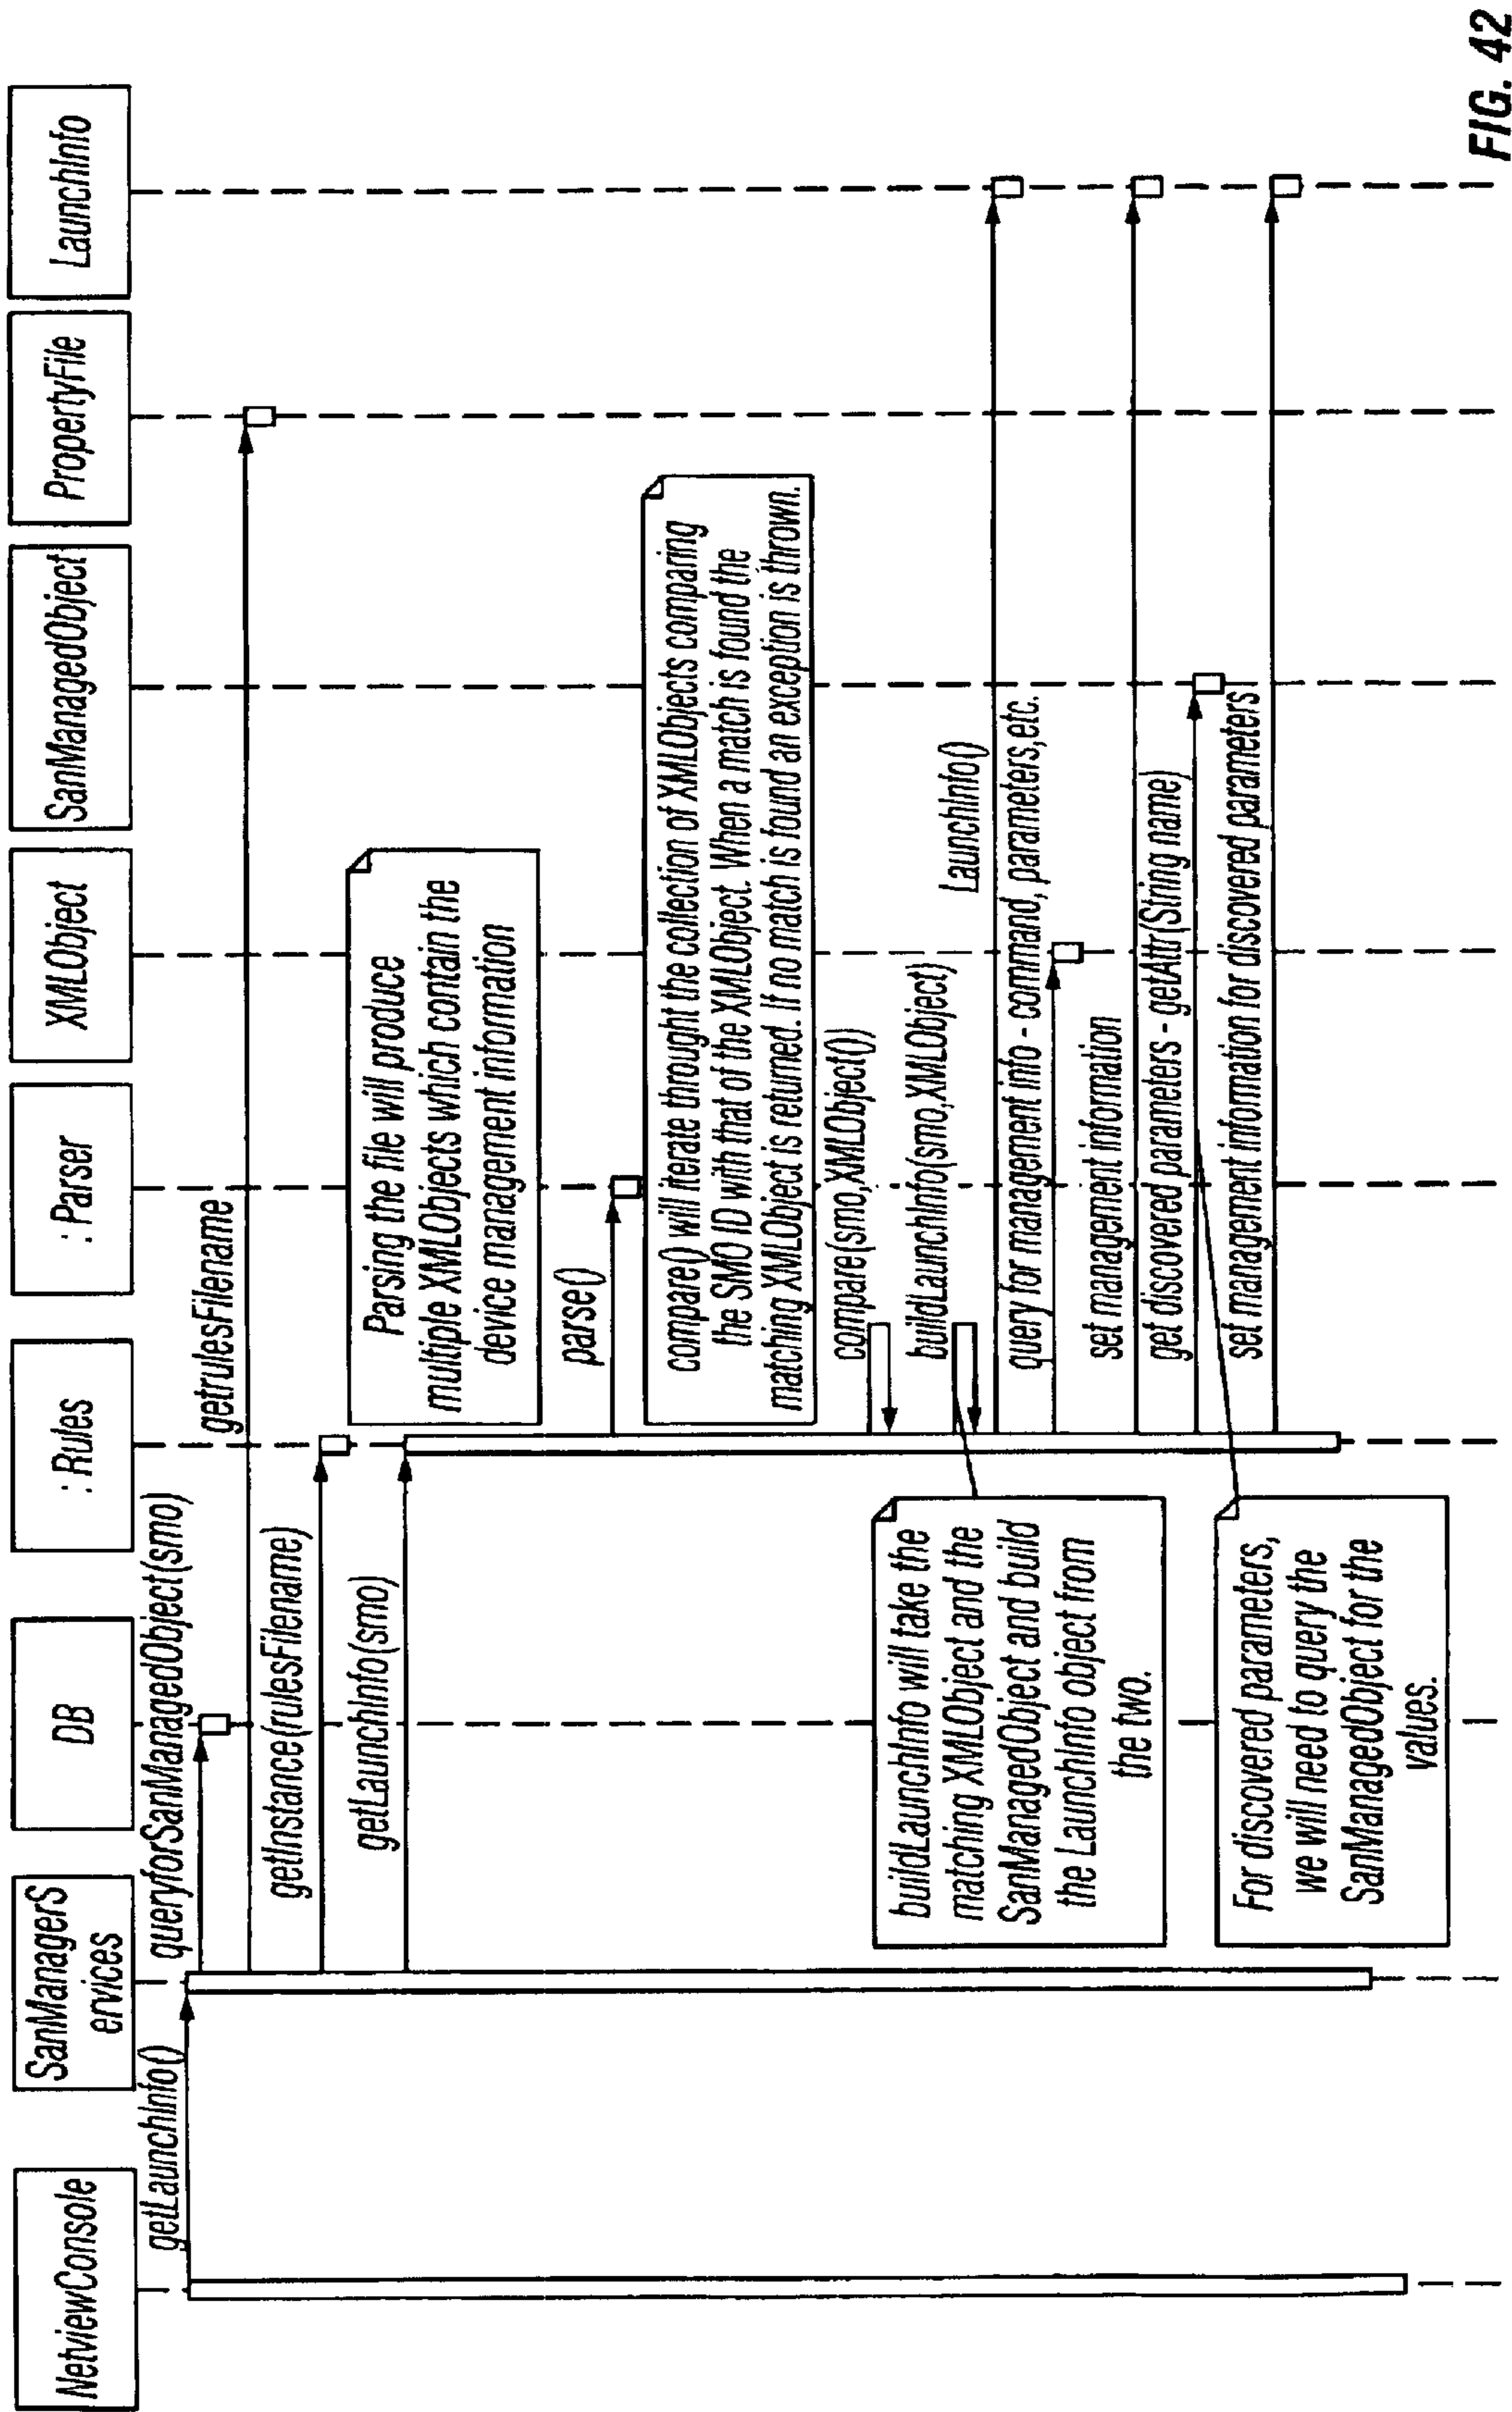 NetviewConsole
SanManagerS
ervices
DB
: Rules
: Parser
XMLObject
SanManagedObject
PropertyFile
LaunchInfo
getLaunchInfo()
queryforSanManagedObject(smo)
getrulesFilename
getInstance(rulesFilename)
getLaunchInfo(smo)
Parsing the file will produce
multiple XMLObjects which contain the
device management information
parse()
compare() will iterate throught the collection of XMLObjects comparing
the SMO ID with that of the XMLObject. When a match is found the
matching XMLObject is returned. If no match is found an exception is thrown.
compare(smo,XMLObject())
buildLaunchInfo(smo,XMLObject)
LaunchInfo()
query for management info - command, parameters,etc.
set management information
get discovered parameters - getAttr(String name)
set management information for discovered parameters
buildLaunchInfo will take the
matching XMLObject and the
SanManagedObject and build
the LaunchInfo object from
the two.
For discovered parameters,
we will need to query the
SanManagedObject for the
values.
FIG. 42